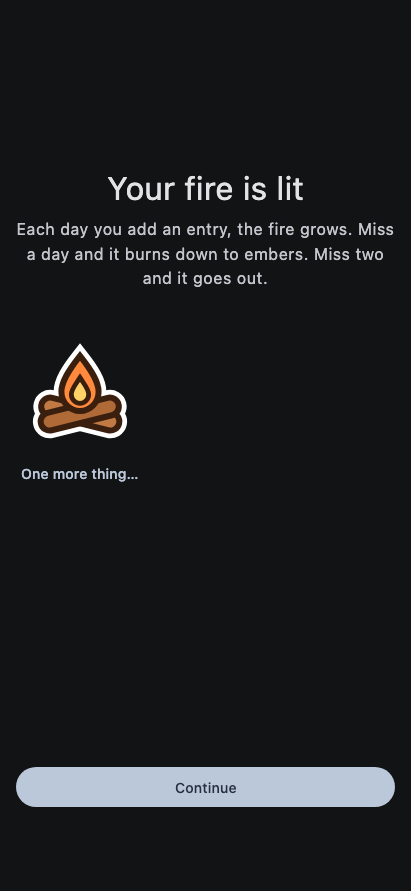 Your fire is lit
Each day you add an entry, the fire grows. Miss
a day and it burns down to embers. Miss two
and it goes out.
One more thing...
Continue